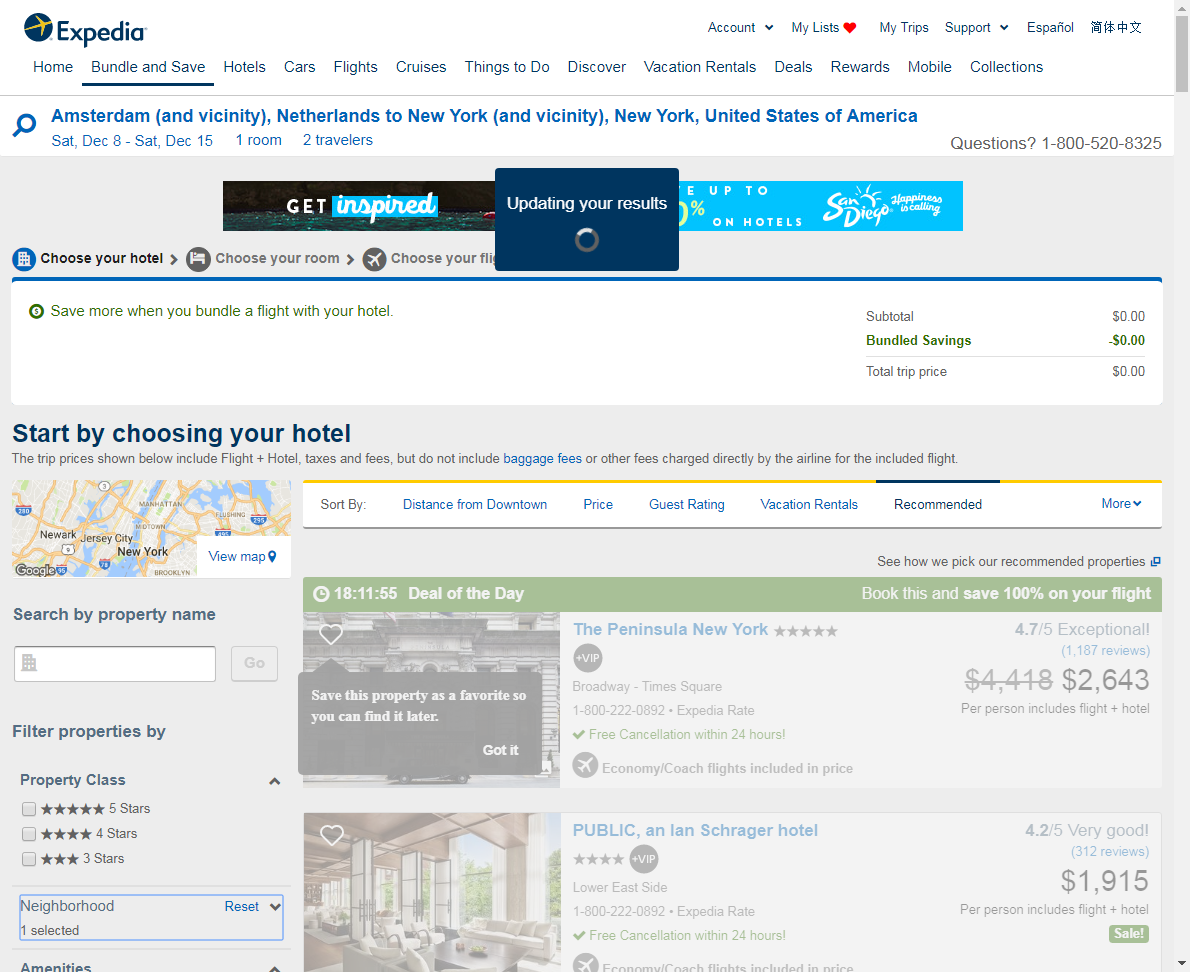 Expedia
Account
My Lists
My Trips
Support
Español
简体中文
Home
Bundle and Save
Hotels
Cars
Flights
Cruises
Things to Do
Discover
Vacation Rentals
Deals
Rewards
Mobile
Collections
Amsterdam (and vicinity), Netherlands to New York (and vicinity), New York, United States of America
Sat, Dec 8 - Sat, Dec 15 1 room 2 travelers
Questions? 1-800-520-8325
GET inspired
Updating your results
E UP TO
0%
ON HOTELS
San Diego
Happiness is calling
Choose your hotel
Choose your room
Choose your flig
Save more when you bundle a flight with your hotel.
Subtotal $0.00
Bundled Savings -$0.00
Total trip price $0.00
Start by choosing your hotel
The trip prices shown below include Flight + Hotel, taxes and fees, but do not include baggage fees or other fees charged directly by the airline for the included flight.
3
MANHATTAN
280
FLUSHING
295
MIDTOWN
495
Newark
Jersey City
9
New York
78
Google
95
BROOKLYN
View map
Sort By:
Distance from Downtown
Price
Guest Rating
Vacation Rentals
Recommended
More
See how we pick our recommended properties
Search by property name
Go
Filter properties by
Property Class
5 Stars
4 Stars
3 Stars
Neighborhood
Reset
1 selected
Amenities
18:11:55 Deal of the Day
Book this and save 100% on your flight
The Peninsula New York
4.7/5 Exceptional!
+VIP
(1,187 reviews)
$4,418 $2,643
Broadway - Times Square
1-800-222-0892 • Expedia Rate
Per person includes flight + hotel
Free Cancellation within 24 hours!
Economy/Coach flights included in price
Save this property as a favorite so
you can find it later.
Got it
PUBLIC, an Ian Schrager hotel
4.2/5 Very good!
+VIP
(312 reviews)
$1,915
Lower East Side
1-800-222-0892 • Expedia Rate
Per person includes flight + hotel
Free Cancellation within 24 hours!
Sale!
Economy/Coach flights included in price